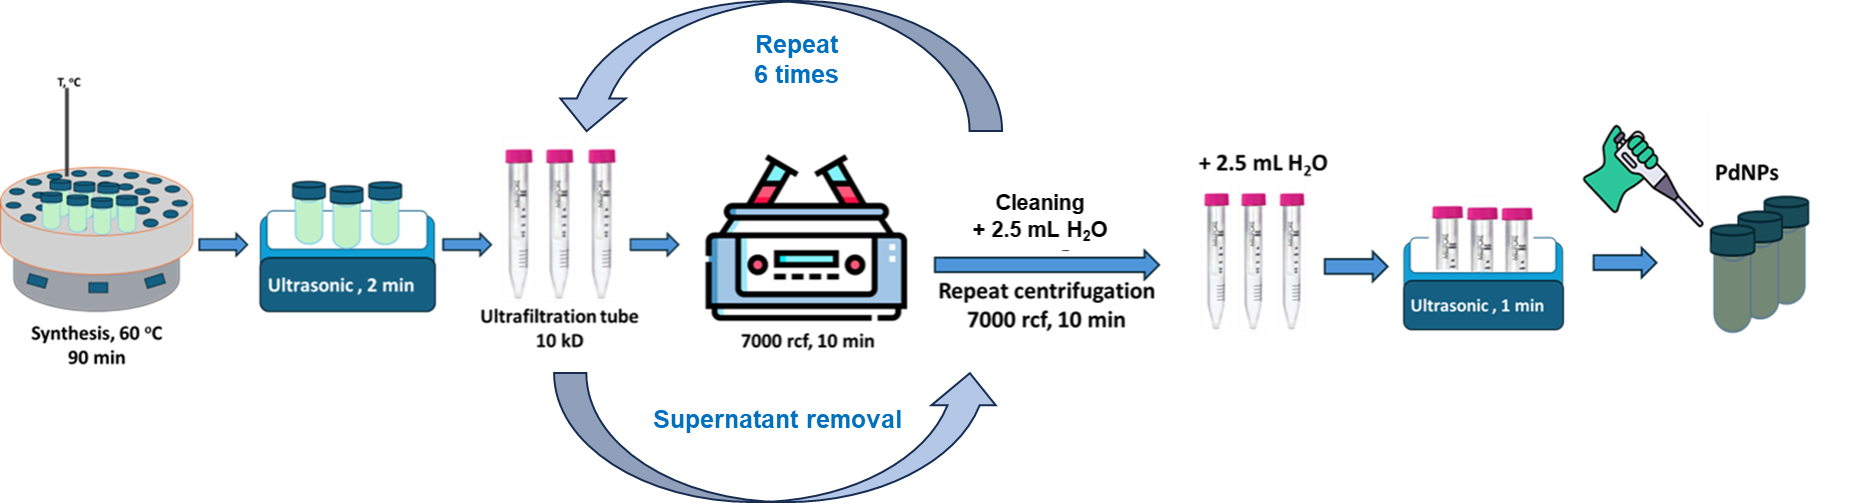 Repeat
6 times
T, °C
Synthesis, 60 °C
90 min
Ultrasonic , 2 min
Ultrafiltration tube
10 kD
7000 rcf, 10 min
Supernatant removal
Cleaning
+ 2.5 mL H₂O
Repeat centrifugation
7000 rcf, 10 min
+ 2.5 mL H₂O
Ultrasonic , 1 min
PdNPs